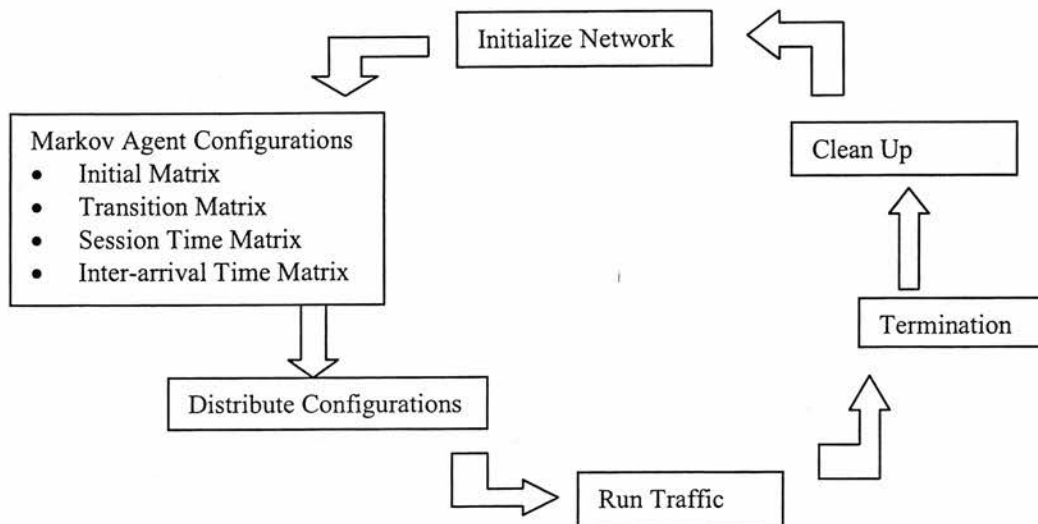 Initialize Network
Markov Agent Configurations
• Initial Matrix
• Transition Matrix
• Session Time Matrix
• Inter-arrival Time Matrix
Clean Up
Termination
Distribute Configurations
Run Traffic